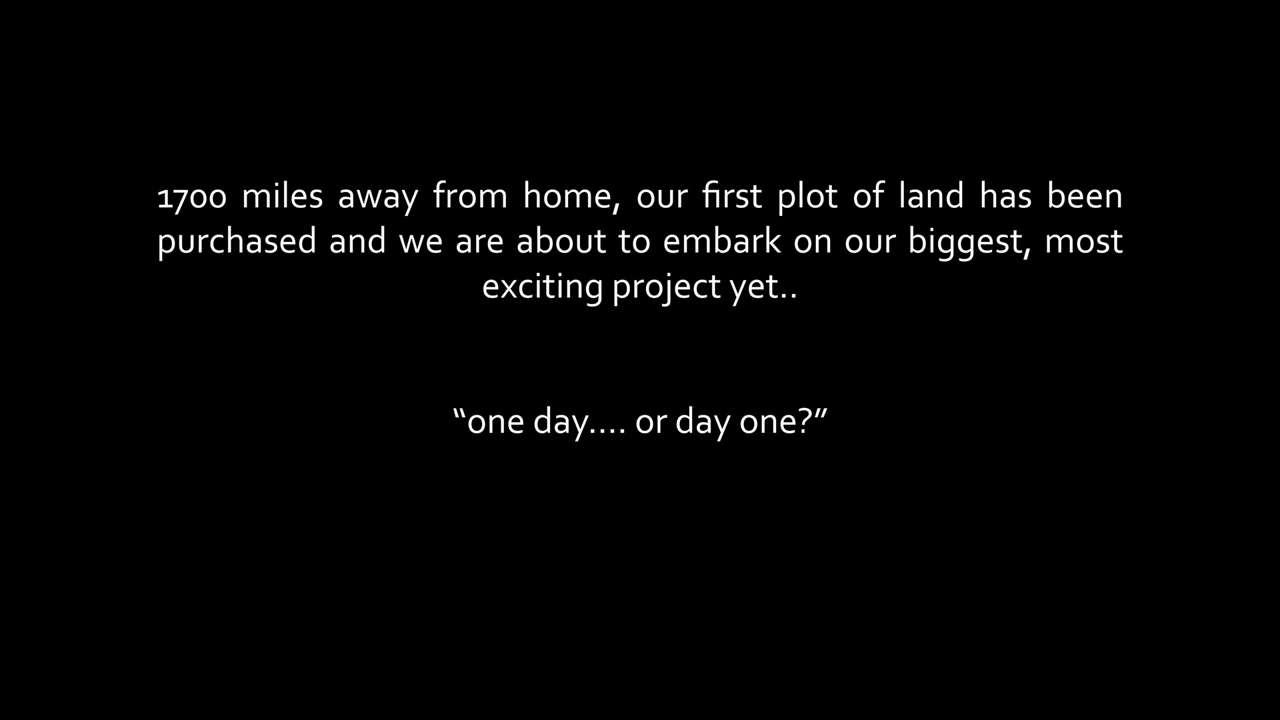 1700 miles away from home, our first plot of land has been
purchased and we are about to embark on our biggest, most
exciting project yet..
“one day.... or day one?”